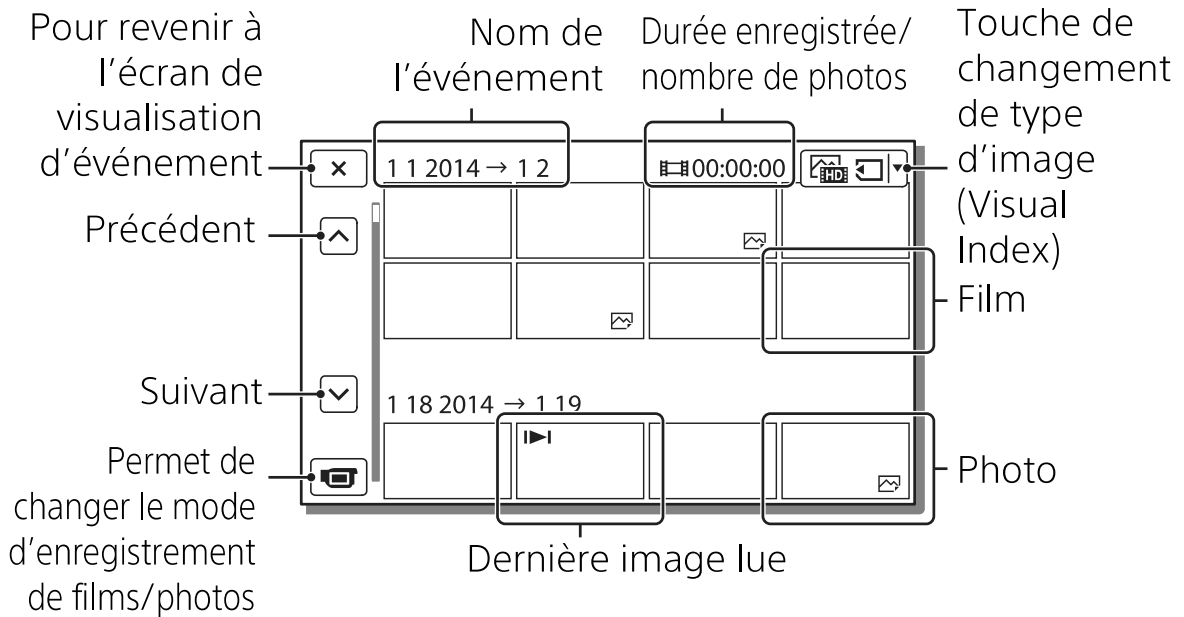 Pour revenir à
l'écran de
visualisation
d'événement
Nom de
l'événement
Durée enregistrée/
nombre de photos
Touche de
changement
de type
d'image
(Visual
Index)
1 1 2014 → 1 2
00:00:00
HD
Précédent
Film
Suivant
1 18 2014 → 1 19
Permet de
changer le mode
d'enregistrement
de films/photos
Photo
Dernière image lue